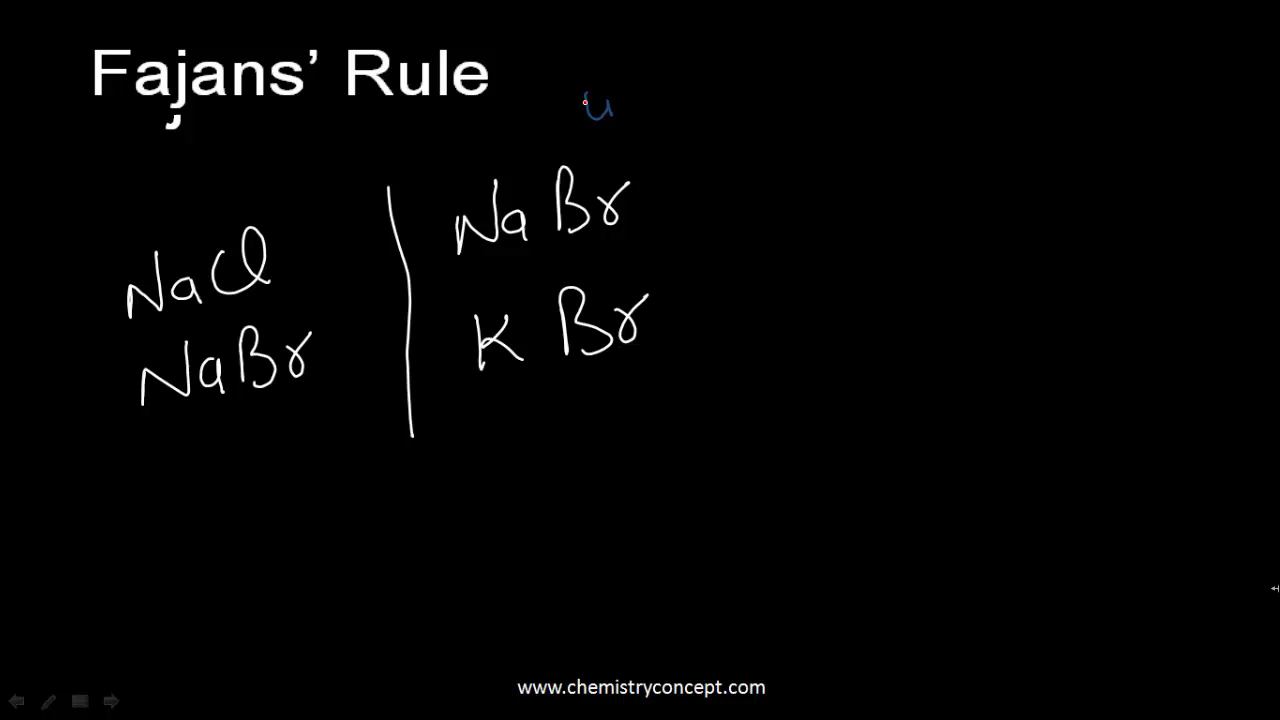 Fajans’ Rule
u
NaCl
NaBr
NaBr
KBr
www.chemistryconcept.com